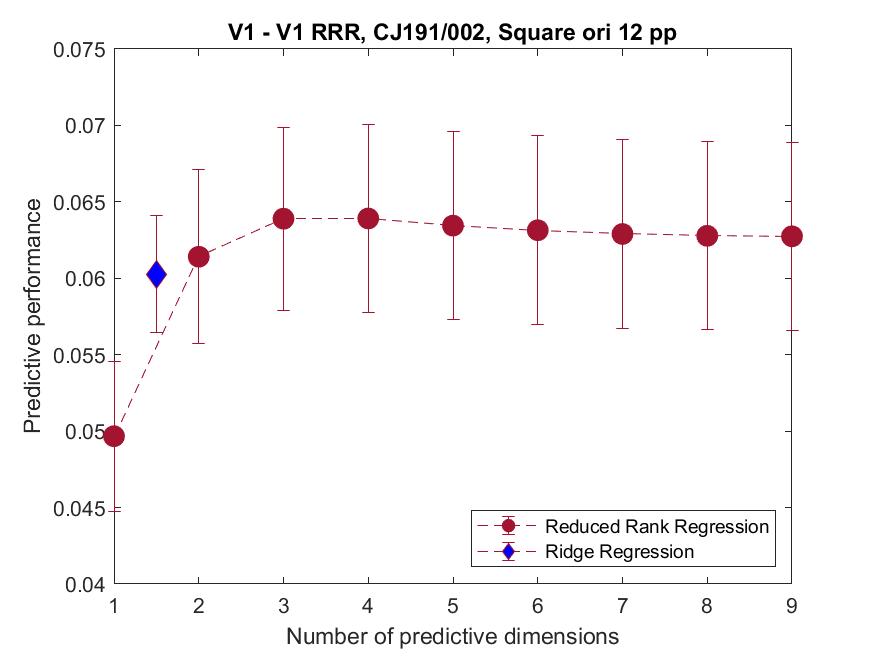 V1 - V1 RRR, CJ191/002, Square ori 12 pp
0.075
0.07
0.065
0.06
0.055
0.05
0.045
0.04
Predictive performance
1 2 3 4 5 6 7 8 9
Number of predictive dimensions
Reduced Rank Regression
Ridge Regression